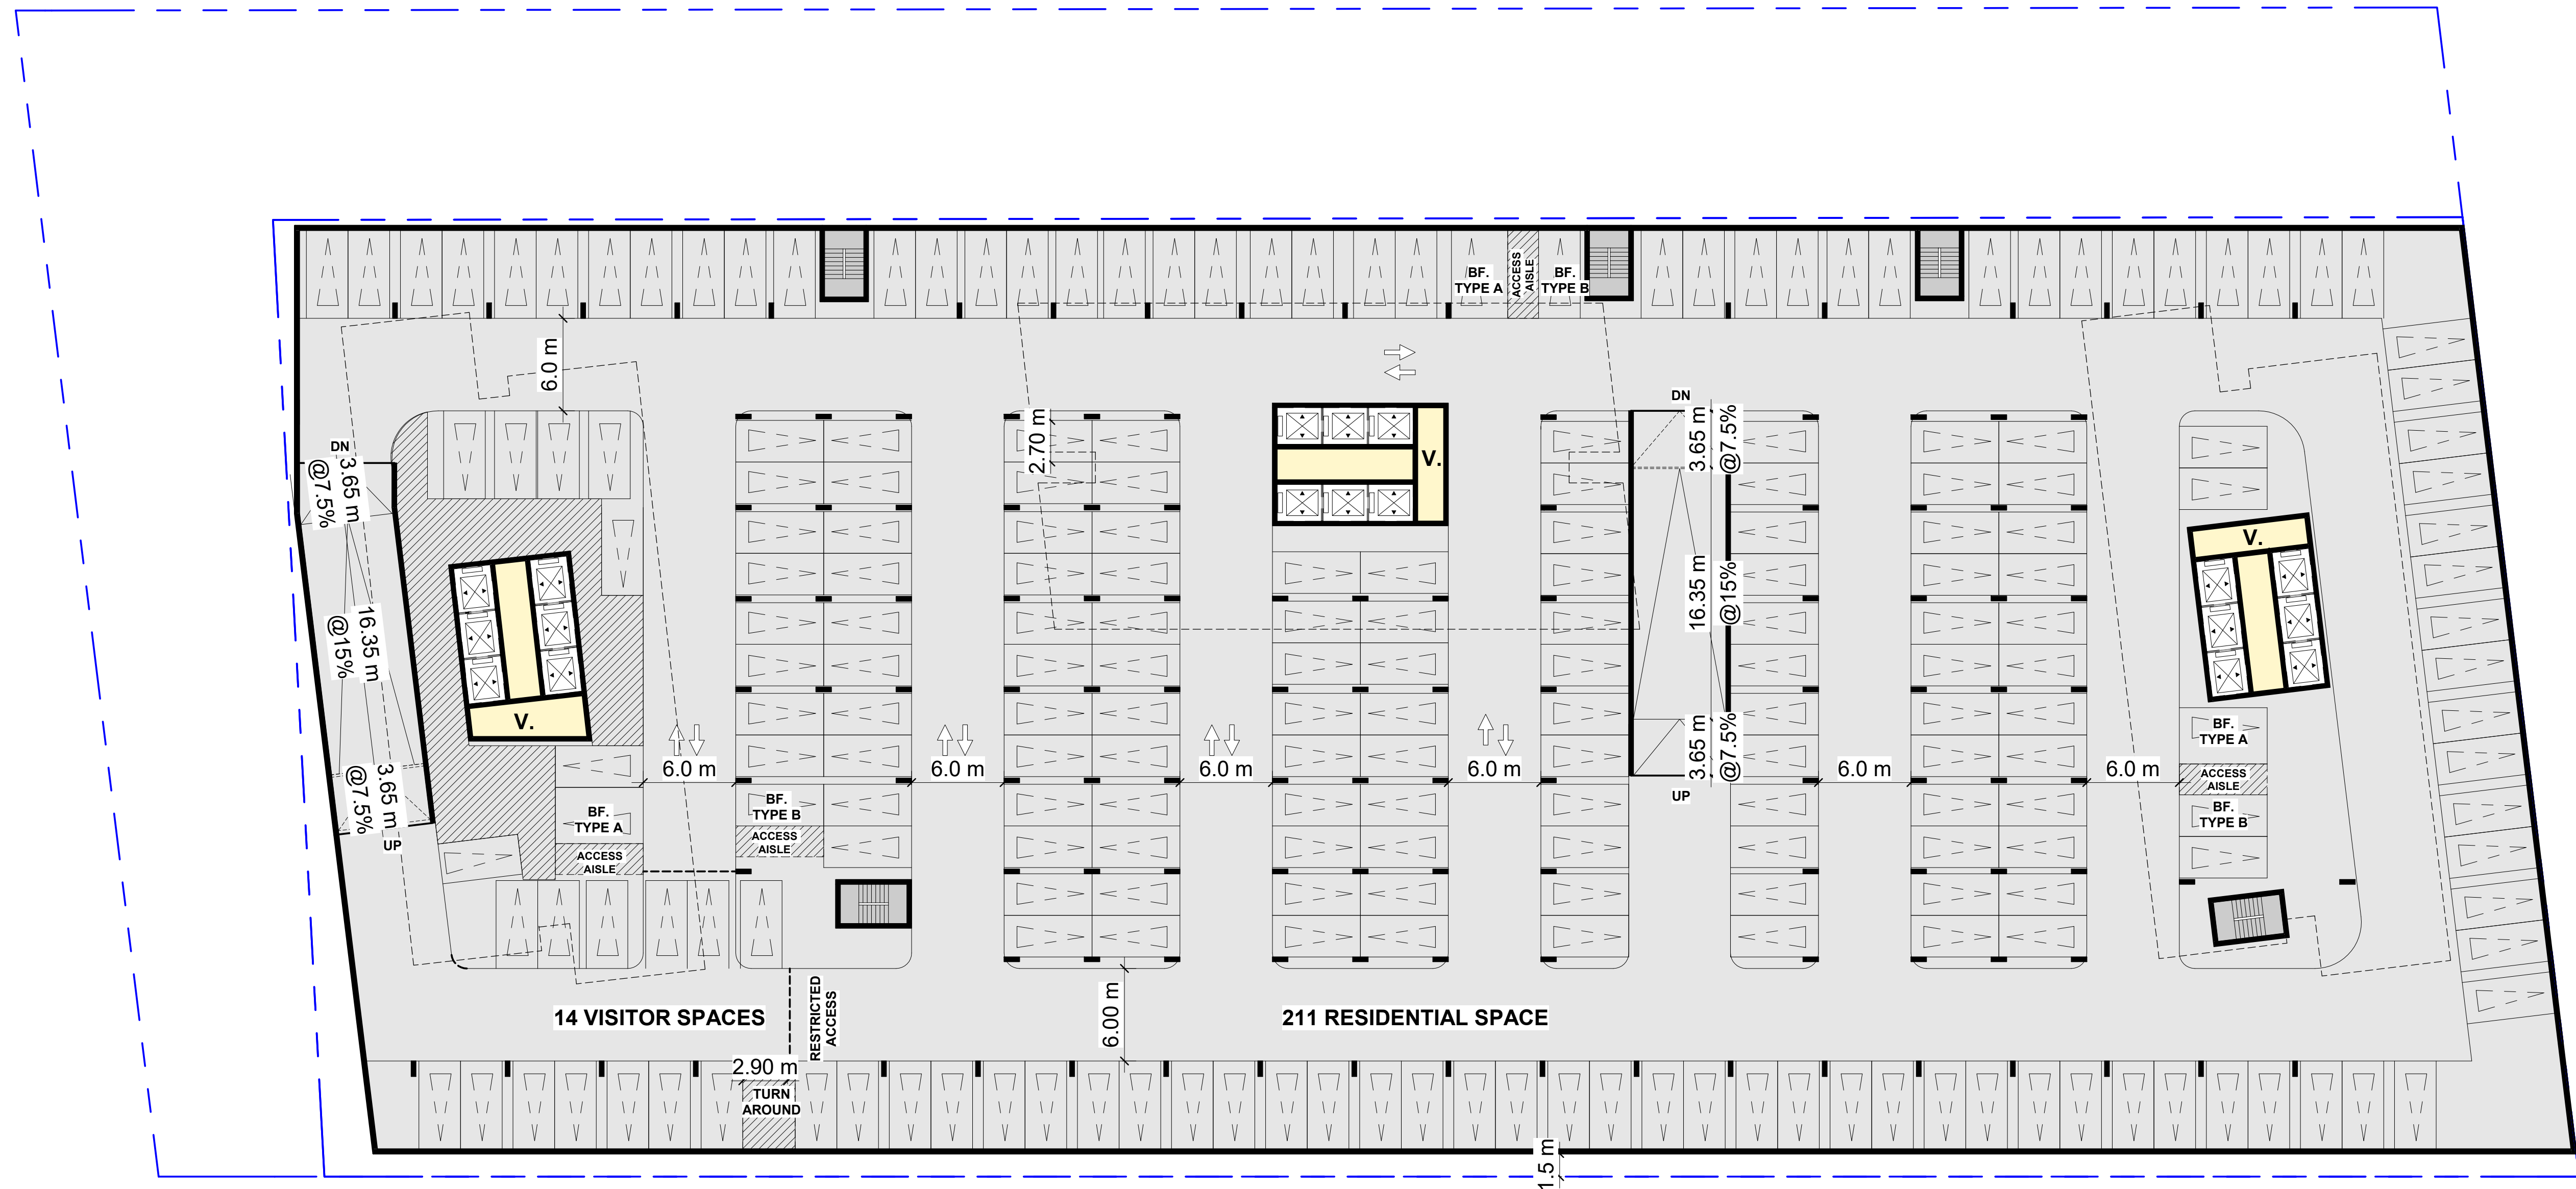 BF.
TYPE A
ACCESS
AISLE
BF.
TYPE B
6.0 m
DN
3.65 m
@7.5%
16.35 m
@15%
3.65 m
@7.5%
UP
V.
2.70 m
V.
DN
3.65 m
@7.5%
16.35 m
@15%
3.65 m
@7.5%
UP
V.
6.0 m
6.0 m
6.0 m
6.0 m
6.0 m
6.0 m
BF.
TYPE A
ACCESS
AISLE
BF.
TYPE B
ACCESS
AISLE
BF.
TYPE A
ACCESS
AISLE
BF.
TYPE B
14 VISITOR SPACES
RESTRICTED
ACCESS
6.00 m
211 RESIDENTIAL SPACE
2.90 m
TURN
AROUND
1.5 m